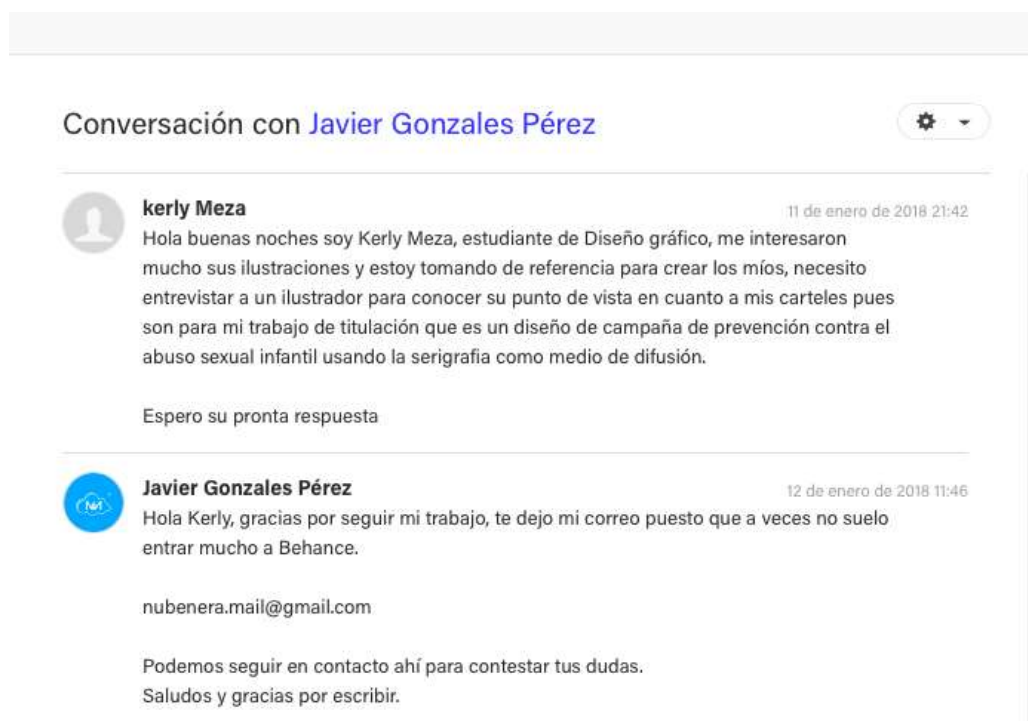 Conversación con Javier Gonzales Pérez
kerly Meza
11 de enero de 2018 21:42
Hola buenas noches soy Kerly Meza, estudiante de Diseño gráfico, me interesaron
mucho sus ilustraciones y estoy tomando de referencia para crear los míos, necesito
entrevistar a un ilustrador para conocer su punto de vista en cuanto a mis carteles pues
son para mi trabajo de titulación que es un diseño de campaña de prevención contra el
abuso sexual infantil usando la serigrafia como medio de difusión.
Espero su pronta respuesta
Javier Gonzales Pérez
12 de enero de 2018 11:46
Hola Kerly, gracias por seguir mi trabajo, te dejo mi correo puesto que a veces no suelo
entrar mucho a Behance.
nubenera.mail@gmail.com
Podemos seguir en contacto ahí para contestar tus dudas.
Saludos y gracias por escribir.